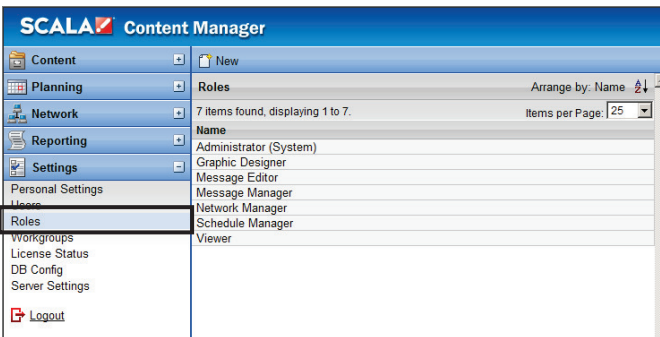 SCALA Content Manager
Content
Planning
Network
Reporting
Settings
Personal Settings
Users
Roles
Workgroups
License Status
DB Config
Server Settings
Logout
New
Roles Arrange by: Name
7 items found, displaying 1 to 7. Items per Page: 25
Name
Administrator (System)
Graphic Designer
Message Editor
Message Manager
Network Manager
Schedule Manager
Viewer